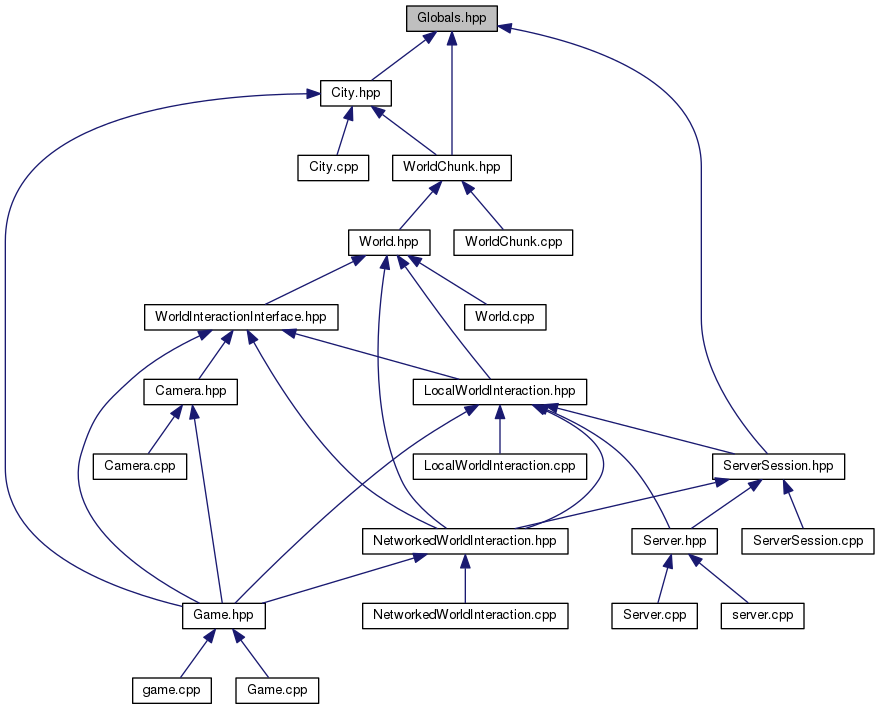 Globals.hpp
City.hpp
City.cpp
WorldChunk.hpp
World.hpp
WorldChunk.cpp
WorldInteractionInterface.hpp
World.cpp
Camera.hpp
LocalWorldInteraction.hpp
Camera.cpp
LocalWorldInteraction.cpp
ServerSession.hpp
NetworkedWorldInteraction.hpp
Server.hpp
ServerSession.cpp
Game.hpp
NetworkedWorldInteraction.cpp
Server.cpp
server.cpp
game.cpp
Game.cpp